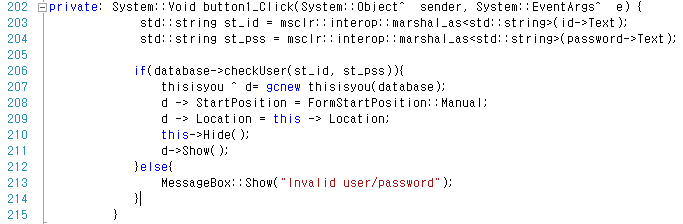 202 private: System::Void button1_Click(System::Object^  sender, System::EventArgs^  e) {
203 std::string st_id = msclr::interop::marshal_as<std::string>(id->Text);
204 std::string st_pss = msclr::interop::marshal_as<std::string>(password->Text);
205
206 if(database->checkUser(st_id, st_pss)){
207 thisisyou ^ d= gcnew thisisyou(database);
208 d -> StartPosition = FormStartPosition::Manual;
209 d -> Location = this -> Location;
210 this->Hide();
211 d->Show();
212 }else{
213 MessageBox::Show("Invalid user/password");
214 }
215 }